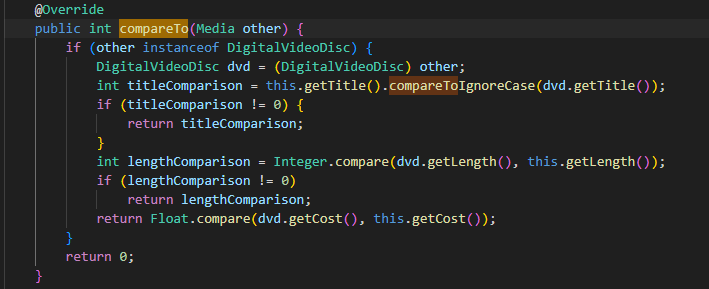 @Override
public int compareTo(Media other) {
    if (other instanceof DigitalVideoDisc) {
        DigitalVideoDisc dvd = (DigitalVideoDisc) other;
        int titleComparison = this.getTitle().compareToIgnoreCase(dvd.getTitle());
        if (titleComparison != 0) {
            return titleComparison;
        }
        int lengthComparison = Integer.compare(dvd.getLength(), this.getLength());
        if (lengthComparison != 0)
            return lengthComparison;
        return Float.compare(dvd.getCost(), this.getCost());
    }
    return 0;
}